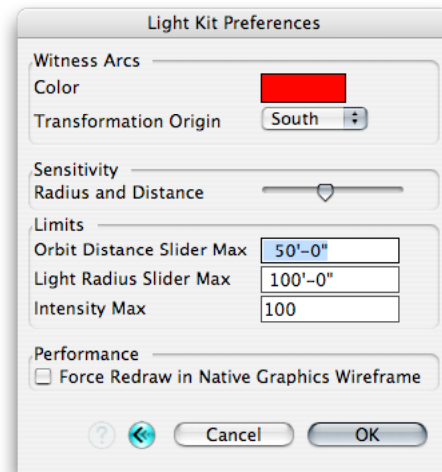 Light Kit Preferences
Witness Arcs
Color
Transformation Origin South
Sensitivity
Radius and Distance
Limits
Orbit Distance Slider Max 50'-0"
Light Radius Slider Max 100'-0"
Intensity Max 100
Performance
Force Redraw in Native Graphics Wireframe
? Cancel OK